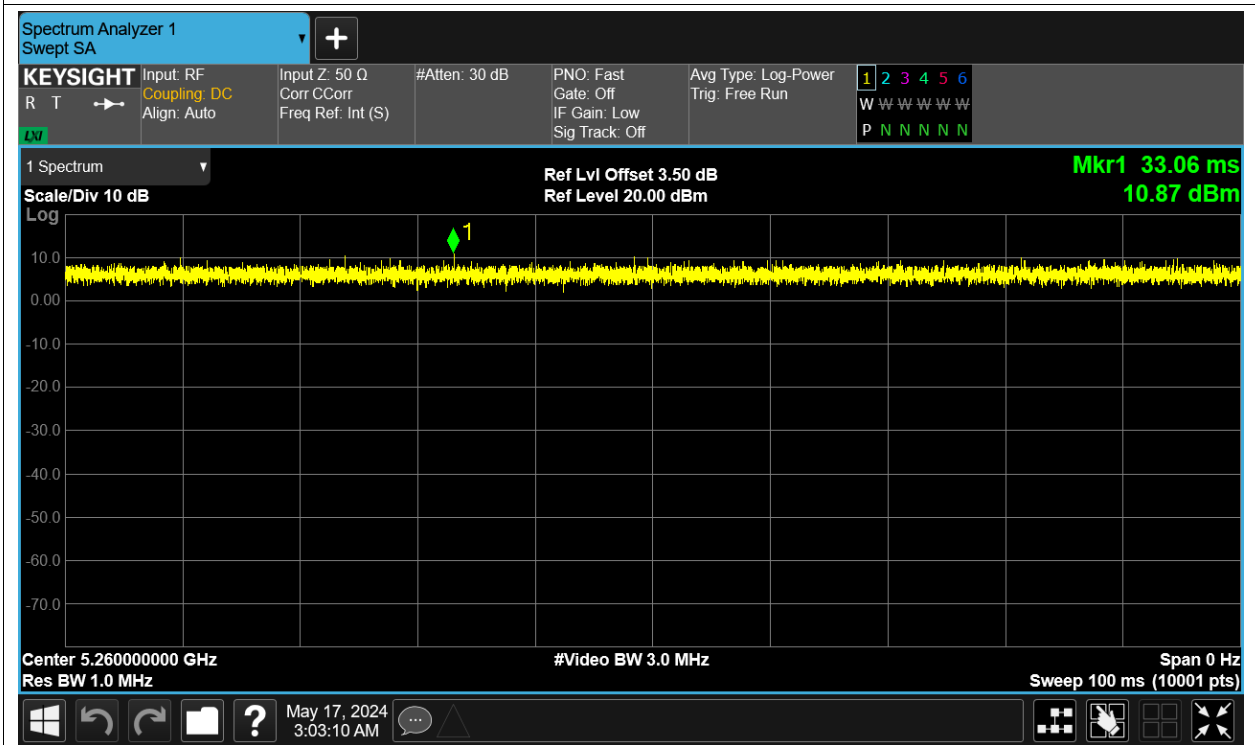 Spectrum Analyzer 1
Swept SA
+
KEYSIGHT
R T
LXI
Input: RF
Coupling: DC
Align: Auto
Input Z: 50 Ω
Corr CCorr
Freq Ref: Int (S)
#Atten: 30 dB
PNO: Fast
Gate: Off
IF Gain: Low
Sig Track: Off
Avg Type: Log-Power
Trig: Free Run
1 2 3 4 5 6
W W W W W W
P N N N N N
1 Spectrum
Scale/Div 10 dB
Log
Ref Lvl Offset 3.50 dB
Ref Level 20.00 dBm
Mkr1 33.06 ms
10.87 dBm
1
10.0
0.00
-10.0
-20.0
-30.0
-40.0
-50.0
-60.0
-70.0
Center 5.260000000 GHz
Res BW 1.0 MHz
#Video BW 3.0 MHz
Span 0 Hz
Sweep 100 ms (10001 pts)
?
May 17, 2024
3:03:10 AM